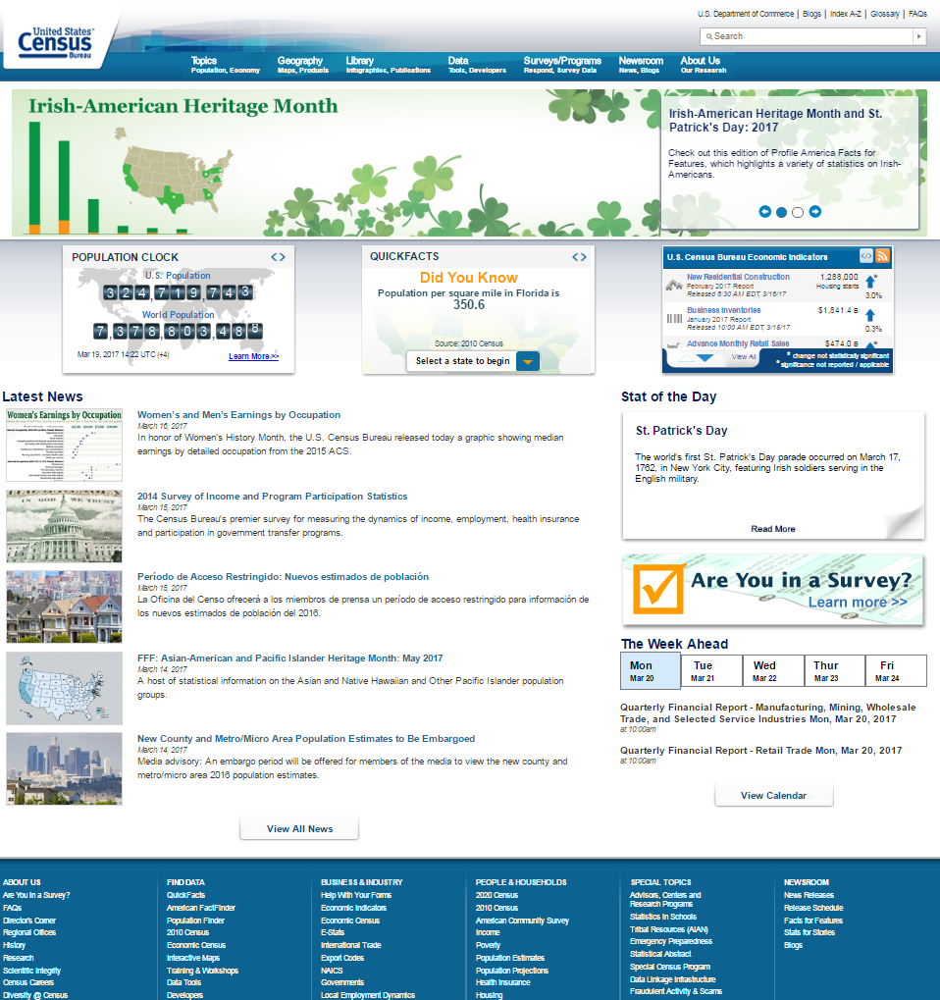 U.S. Department of Commerce | Blogs | Index A-Z | Glossary | FAQs
United States®
Census
Bureau
Search
Topics Geography Library Data Surveys/Programs Newsroom About Us
Population, Economy Maps, Products Infographics, Publications Tools, Developers Respond, Survey Data News, Blogs Our Research
Irish-American Heritage Month
Irish-American Heritage Month and St.
Patrick's Day: 2017
Check out this edition of Profile America Facts for
Features, which highlights a variety of statistics on Irish-
Americans.
POPULATION CLOCK
U.S. Population
324,719,743
World Population
7,378,803,488
Mar 19, 2017 14:22 UTC (+4) Learn More >>
QUICKFACTS
Did You Know
Population per square mile in Florida is
350.6
Source: 2010 Census
Select a state to begin
U.S. Census Bureau Economic Indicators
New Residential Construction 1,288,000 *
February 2017 Report Housing starts
Released 8:30 AM EDT, 3/16/17 3.0%
Business Inventories $1,841.4 B
January 2017 Report
Released 10:00 AM EDT, 3/15/17 0.3%
Advance Monthly Retail Sales $474.0 B *
View All
* change not statistically significant
* significance not reported / applicable
Latest News
Women's Earnings by Occupation
Women's and Men's Earnings by Occupation
March 16, 2017
In honor of Women's History Month, the U.S. Census Bureau released today a graphic showing median
earnings by detailed occupation from the 2015 ACS.
IN GOD WE TRUST
2014 Survey of Income and Program Participation Statistics
March 15, 2017
The Census Bureau's premier survey for measuring the dynamics of income, employment, health insurance
and participation in government transfer programs.
Período de Acceso Restringido: Nuevos estimados de población
March 15, 2017
La Oficina del Censo ofrecerá a los miembros de prensa un período de acceso restringido para información de
los nuevos estimados de población del 2016.
FFF: Asian-American and Pacific Islander Heritage Month: May 2017
March 14, 2017
A host of statistical information on the Asian and Native Hawaiian and Other Pacific Islander population
groups.
New County and Metro/Micro Area Population Estimates to Be Embargoed
March 14, 2017
Media advisory: An embargo period will be offered for members of the media to view the new county and
metro/micro area 2016 population estimates.
View All News
Stat of the Day
St. Patrick's Day
The world's first St. Patrick's Day parade occurred on March 17,
1762, in New York City, featuring Irish soldiers serving in the
English military.
Read More
Are You in a Survey?
Learn more >>
The Week Ahead
Mon Tue Wed Thur Fri
Mar 20 Mar 21 Mar 22 Mar 23 Mar 24
Quarterly Financial Report - Manufacturing, Mining, Wholesale
Trade, and Selected Service Industries Mon, Mar 20, 2017
at 10:00am
Quarterly Financial Report - Retail Trade Mon, Mar 20, 2017
at 10:00am
View Calendar
ABOUT US
Are You in a Survey?
FAQs
Director's Corner
Regional Offices
History
Research
Scientific Integrity
Census Careers
Diversity @ Census
FIND DATA
QuickFacts
American FactFinder
Population Finder
2010 Census
Economic Census
Interactive Maps
Training & Workshops
Data Tools
Developers
BUSINESS & INDUSTRY
Help With Your Forms
Economic Indicators
Economic Census
E-Stats
International Trade
Export Codes
NAICS
Governments
Local Employment Dynamics
PEOPLE & HOUSEHOLDS
2020 Census
2010 Census
American Community Survey
Income
Poverty
Population Estimates
Population Projections
Health Insurance
Housing
SPECIAL TOPICS
Advisors, Centers and
Research Programs
Statistics in Schools
Tribal Resources (AIAN)
Emergency Preparedness
Statistical Abstract
Special Census Program
Data Linkage Infrastructure
Fraudulent Activity & Scams
NEWSROOM
News Releases
Release Schedule
Facts for Features
Stats for Stories
Blogs